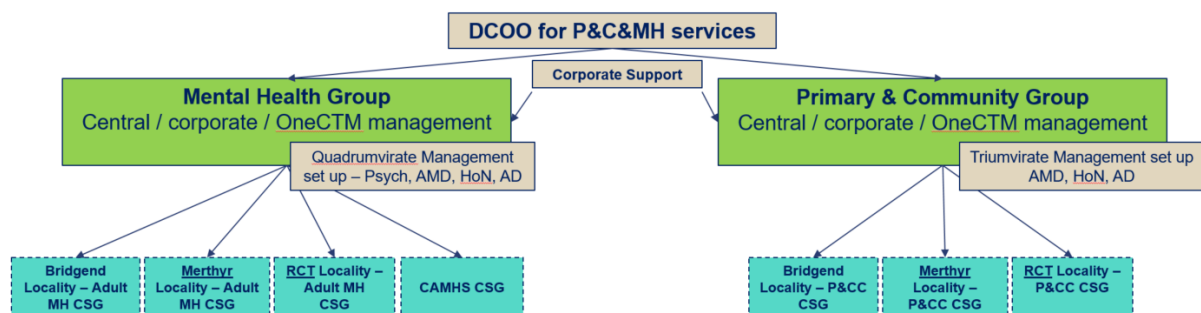 DCOO for P&C&MH services
Corporate Support
Mental Health Group
Central / corporate / OneCTM management
Quadrumvirate Management
set up – Psych, AMD, HoN, AD
Primary & Community Group
Central / corporate / OneCTM management
Triumvirate Management set up
AMD, HoN, AD
Bridgend
Locality – Adult
MH CSG
Merthyr
Locality – Adult
MH CSG
RCT Locality –
Adult MH
CSG
CAMHS CSG
Bridgend
Locality – P&CC
CSG
Merthyr
Locality –
P&CC CSG
RCT Locality –
P&CC CSG